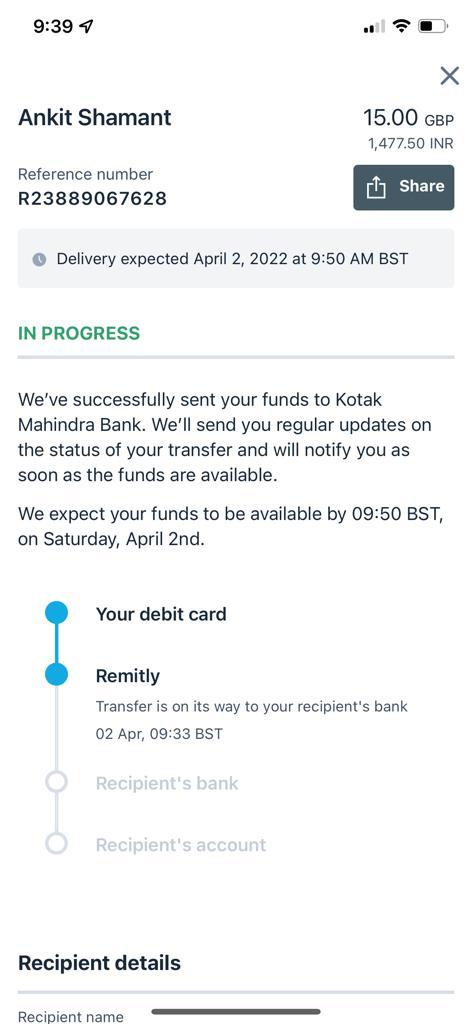 9:39
Ankit Shamant
15.00 GBP
1,477.50 INR
Reference number
R23889067628
Share
Delivery expected April 2, 2022 at 9:50 AM BST
IN PROGRESS
We’ve successfully sent your funds to Kotak
Mahindra Bank. We’ll send you regular updates on
the status of your transfer and will notify you as
soon as the funds are available.
We expect your funds to be available by 09:50 BST,
on Saturday, April 2nd.
Your debit card
Remitly
Transfer is on its way to your recipient's bank
02 Apr, 09:33 BST
Recipient's bank
Recipient's account
Recipient details
Recipient name